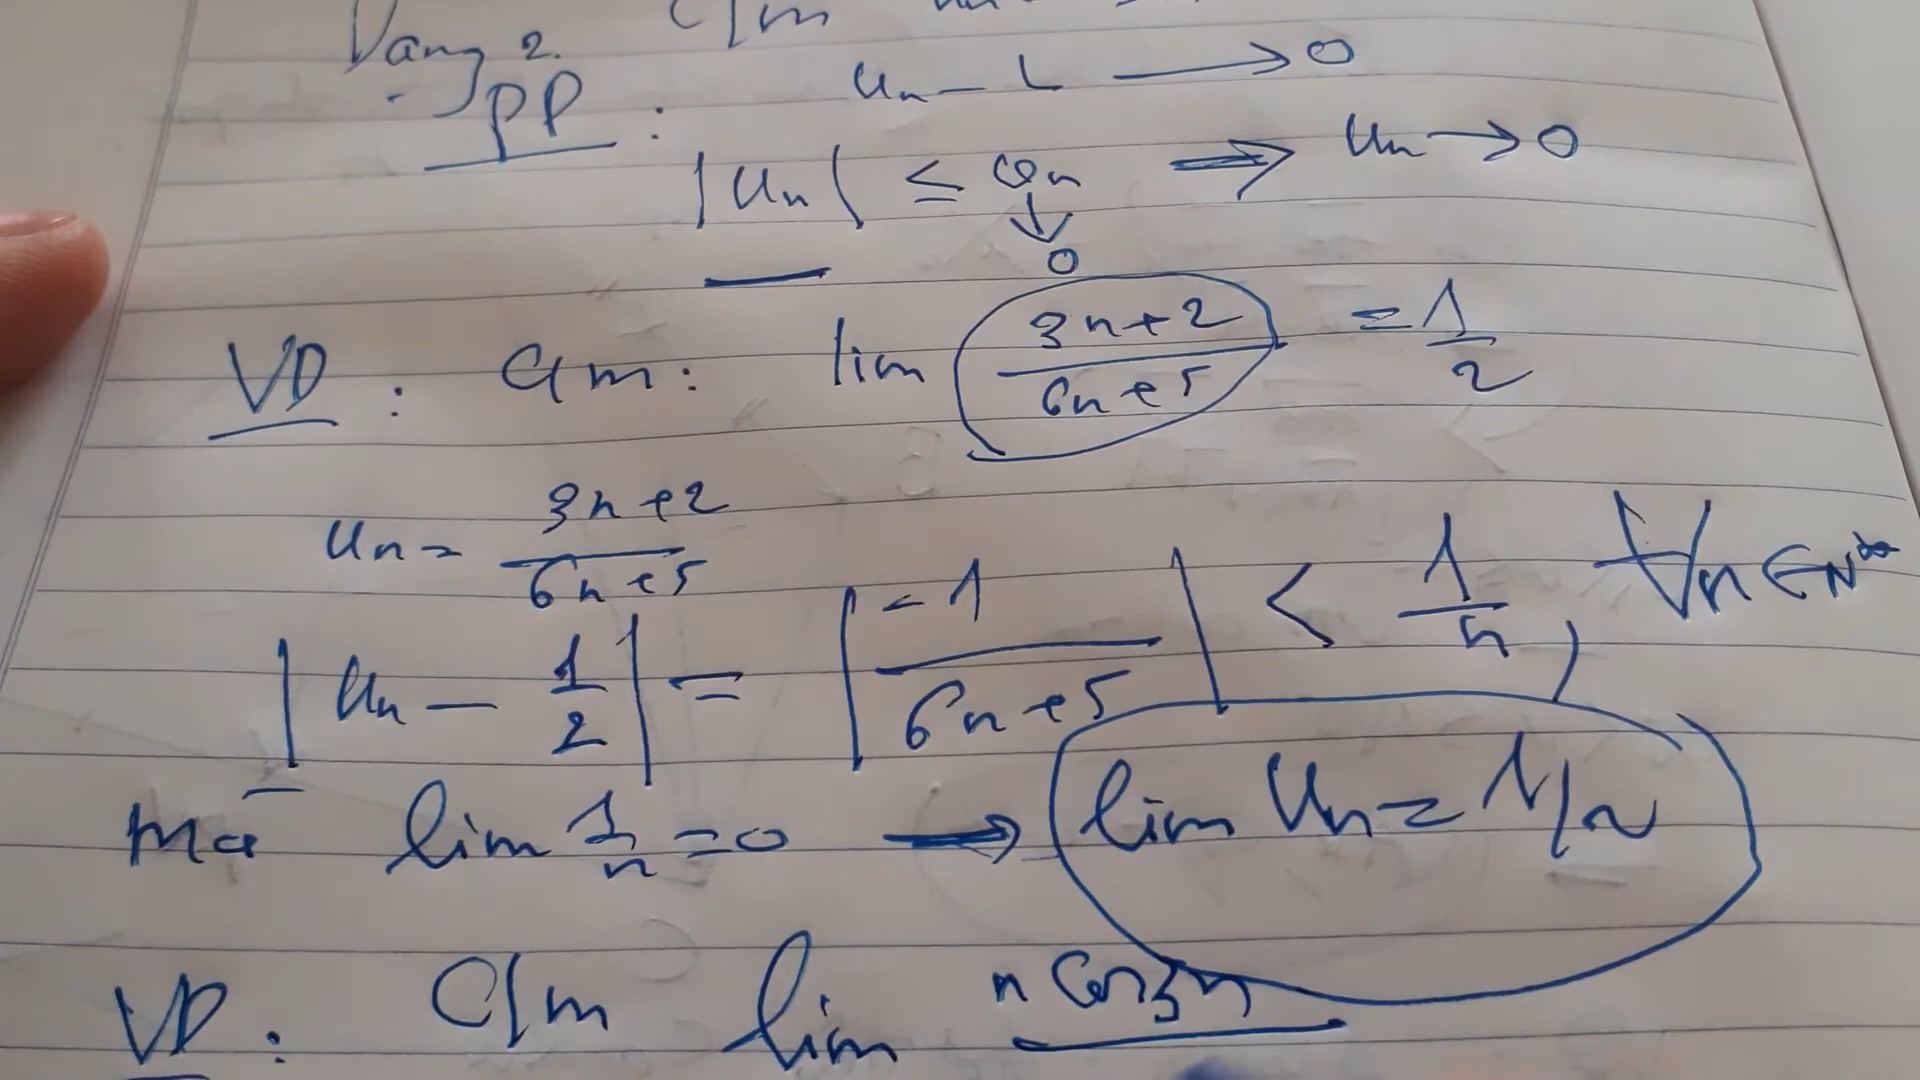 Dạng 2. C/m
PP : Un - L → 0
|Un| ≤ vn ⇒ Un → 0
↓
0
VD : C/m : lim (3n+2)/(6n+5) = 1/2
Un = (3n+2)/(6n+5)
|Un - 1/2| = |-1/(6n+5)| < 1/n , ∀n ∈ N*
mà lim 1/n = 0 → lim Un = 1/2
VD : C/m lim n cos3n